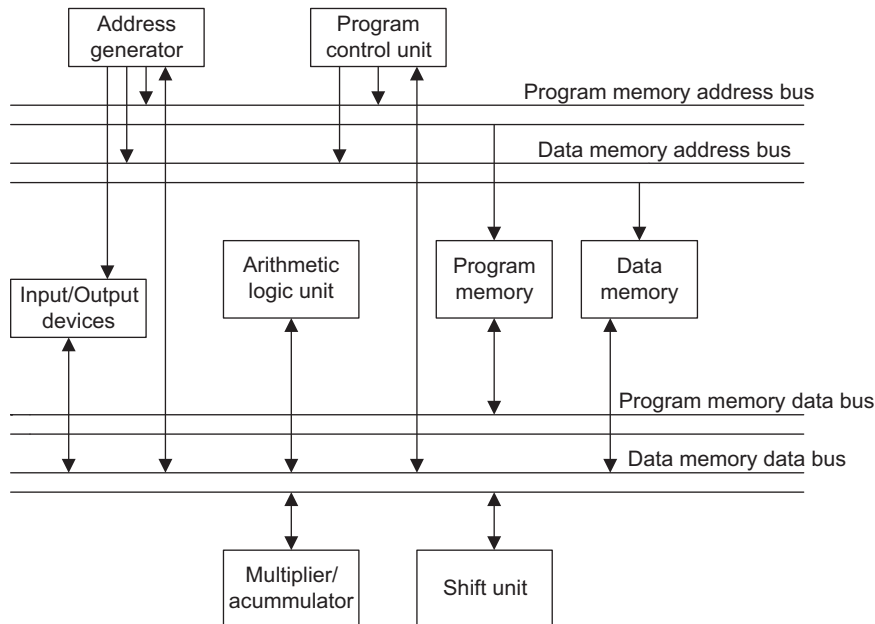 Address
generator
Program
control unit
Program memory address bus
Data memory address bus
Input/Output
devices
Arithmetic
logic unit
Program
memory
Data
memory
Program memory data bus
Data memory data bus
Multiplier/
acummulator
Shift unit